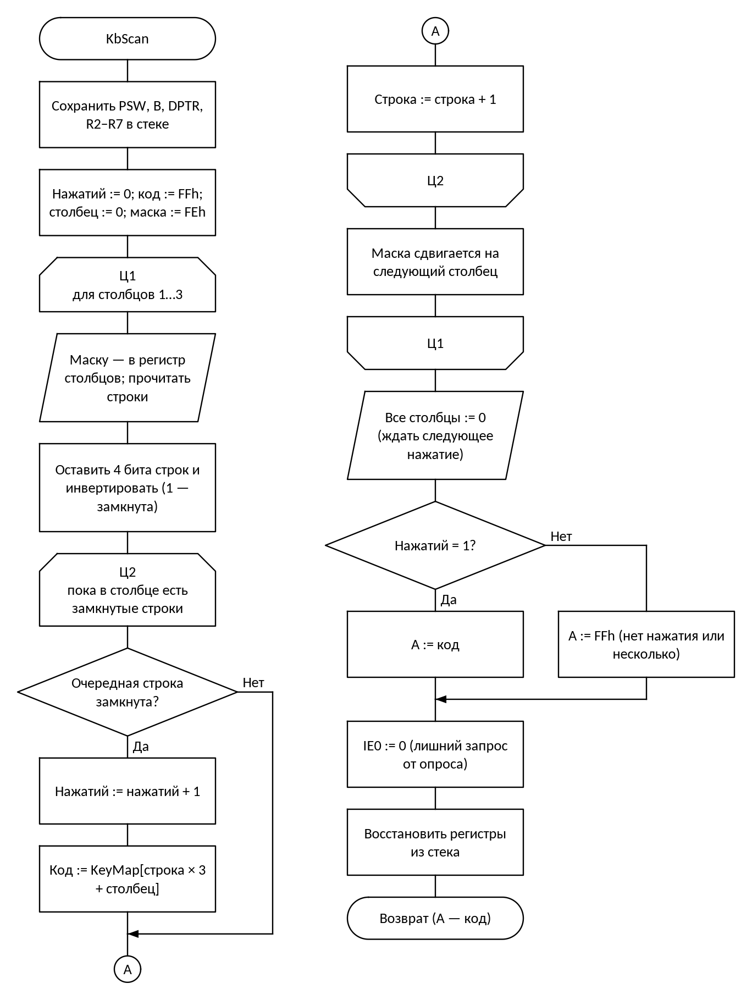 KbScan
Сохранить PSW, B, DPTR,
R2–R7 в стеке
Нажатий := 0; код := FFh;
столбец := 0; маска := FEh
Ц1
для столбцов 1…3
Маску — в регистр
столбцов; прочитать
строки
Оставить 4 бита строк и
инвертировать (1 —
замкнута)
Ц2
пока в столбце есть
замкнутые строки
Очередная строка
замкнута?
Нет
Да
Нажатий := нажатий + 1
Код := KeyMap[строка × 3
+ столбец]
А
А
Строка := строка + 1
Ц2
Маска сдвигается на
следующий столбец
Ц1
Все столбцы := 0
(ждать следующее
нажатие)
Нажатий = 1?
Нет
Да
A := код
A := FFh (нет нажатия или
несколько)
IE0 := 0 (лишний запрос
от опроса)
Восстановить регистры
из стека
Возврат (A — код)